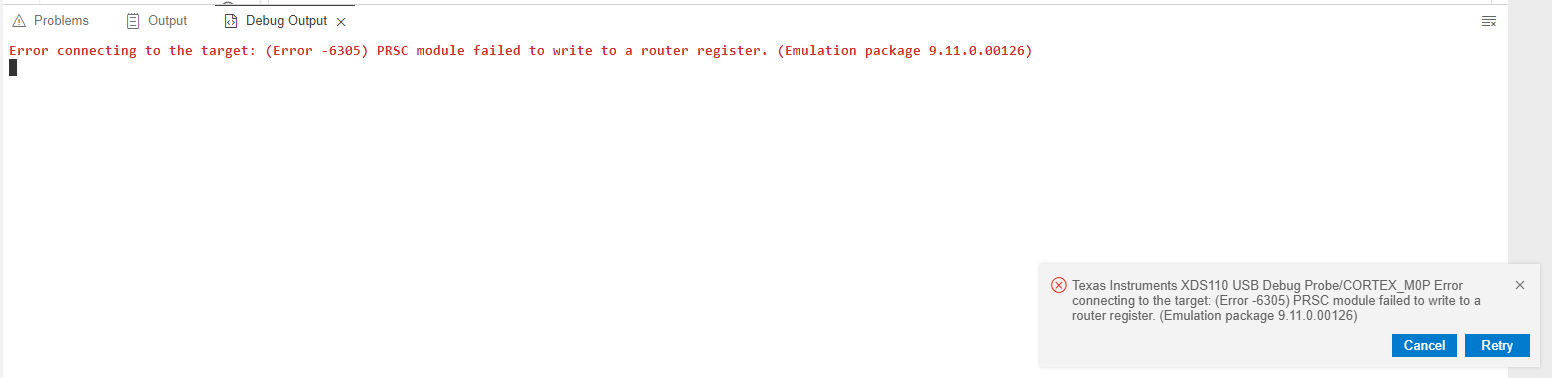 Problems Output Debug Output
Error connecting to the target: (Error -6305) PRSC module failed to write to a router register. (Emulation package 9.11.0.00126)
Texas Instruments XDS110 USB Debug Probe/CORTEX_M0P Error
connecting to the target: (Error -6305) PRSC module failed to write to a
router register. (Emulation package 9.11.0.00126)
Cancel Retry